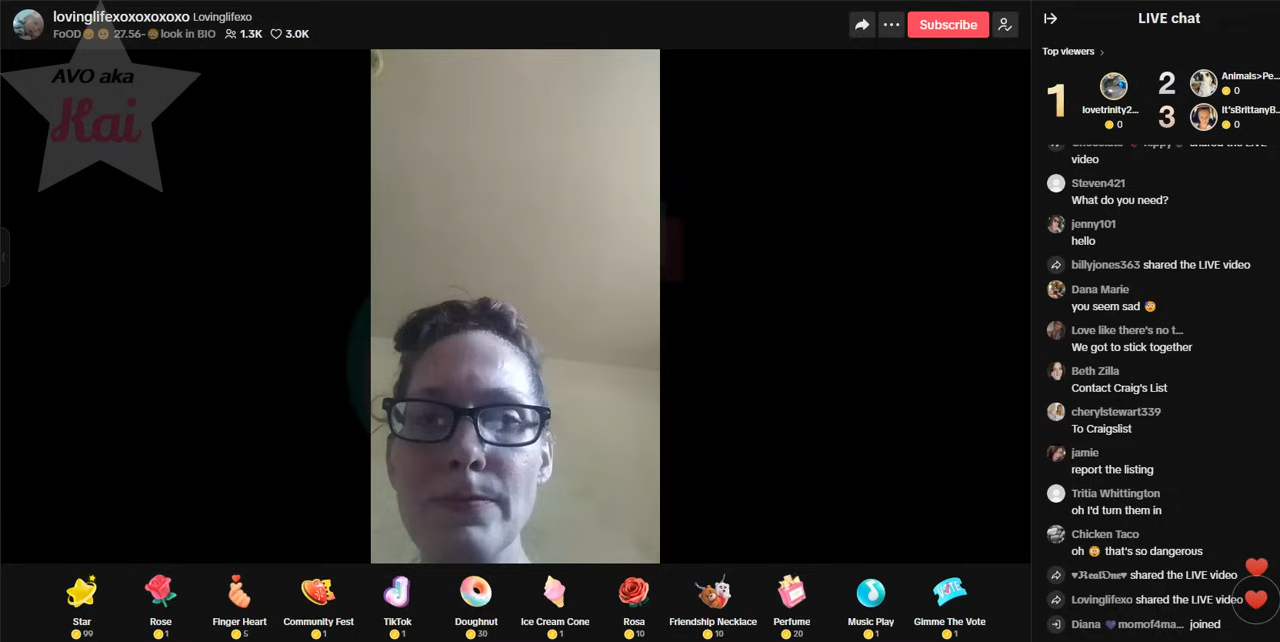 lovinglifexoxoxoxoxo Lovinglifexo
FoOD 27.56- look in BIO 1.3K 3.0K
Subscribe
LIVE chat
AVO aka
Kai
Top viewers
1
lovetrinity2...
0
2
Animals>Pe...
0
3
It'sBrittanyB...
0
shared the LIVE
video
Steven421
What do you need?
jenny101
hello
billyjones363 shared the LIVE video
Dana Marie
you seem sad 🤕
Love like there's no t...
We got to stick together
Beth Zilla
Contact Craig's List
cherylstewart339
To Craigslist
jamie
report the listing
Tritia Whittington
oh I'd turn them in
Chicken Taco
oh 😡 that's so dangerous
♥𝕽𝖊𝖆𝖑𝕺𝖓𝖊♥ shared the LIVE video
Lovinglifexo shared the LIVE video
Diana 💜momof4ma... joined
Star
99
Rose
1
Finger Heart
5
Community Fest
1
TikTok
1
Doughnut
30
Ice Cream Cone
1
Rosa
10
Friendship Necklace
10
Perfume
20
Music Play
1
VOTE
Gimme The Vote
1